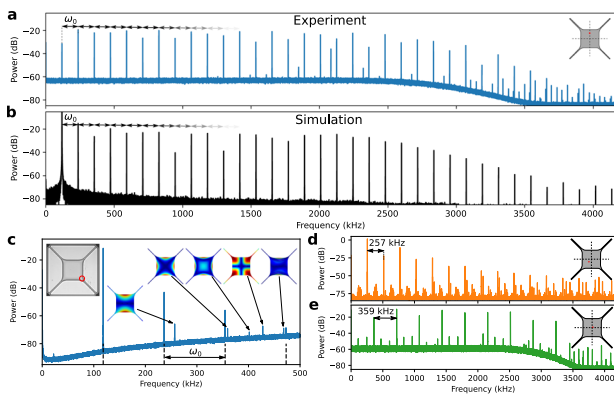 a
ω₀
Experiment
Power (dB)
−20
−40
−60
−80
b
ω₀
Simulation
Power (dB)
−20
−40
−60
−80
0
500
1000
1500
2000
2500
3000
3500
4000
Frequency (kHz)
c
Power (dB)
−20
−40
−60
−80
ω₀
0
100
200
300
400
500
Frequency (kHz)
d
257 kHz
Power (dB)
0
−25
−50
−75
e
359 kHz
Power (dB)
−20
−40
−60
−80
0
500
1000
1500
2000
2500
3000
3500
4000
Frequency (kHz)